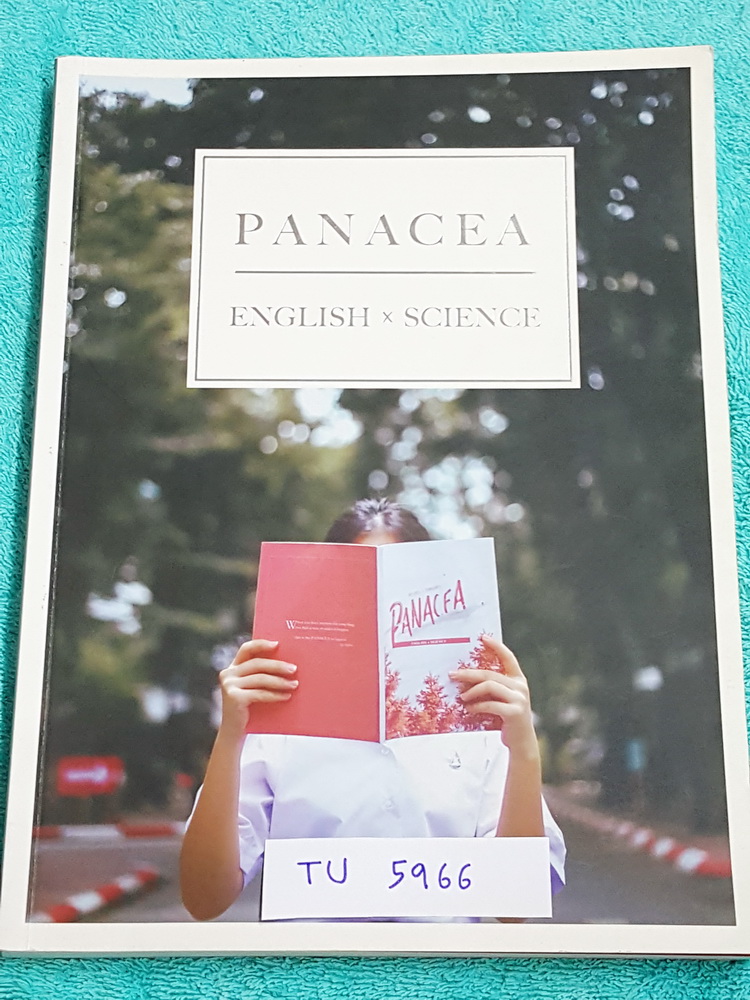 PANACEA
ENGLISH × SCIENCE
PANACEA
TU 5966